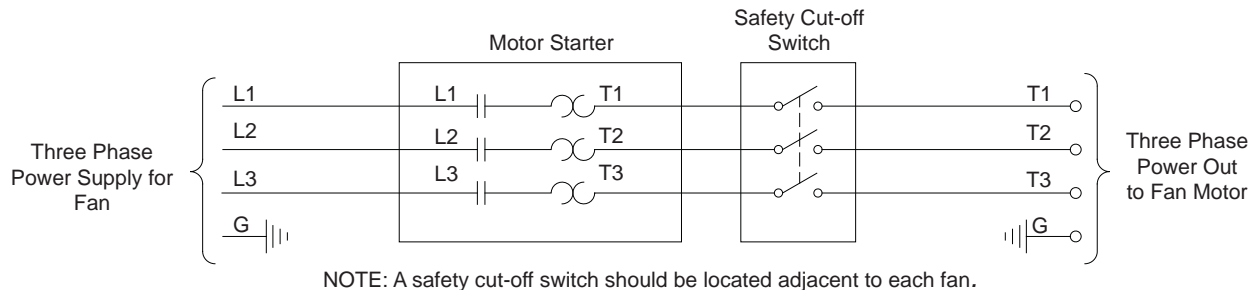 Safety Cut-off
Switch
Motor Starter
L1
L1
T1
T1
L2
L2
T2
T2
Three Phase
Power Supply for
Fan
Three Phase
Power Out
to Fan Motor
L3
L3
T3
T3
G
G
NOTE: A safety cut-off switch should be located adjacent to each fan.